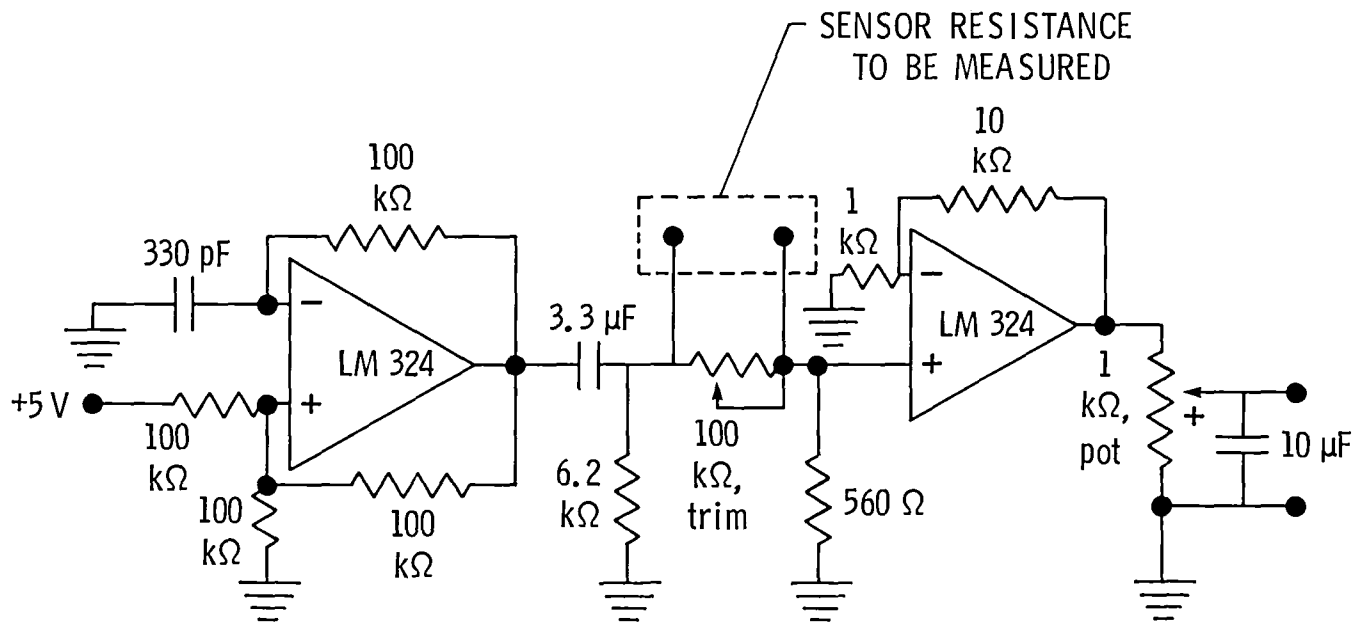 SENSOR RESISTANCE
TO BE MEASURED
100
kΩ
330 pF
−
LM 324
+
+5 V
100
kΩ
100
kΩ
100
kΩ
3.3 μF
6.2
kΩ
100
kΩ,
trim
560 Ω
1
kΩ
10
kΩ
−
LM 324
+
1
kΩ,
pot
+
10 μF